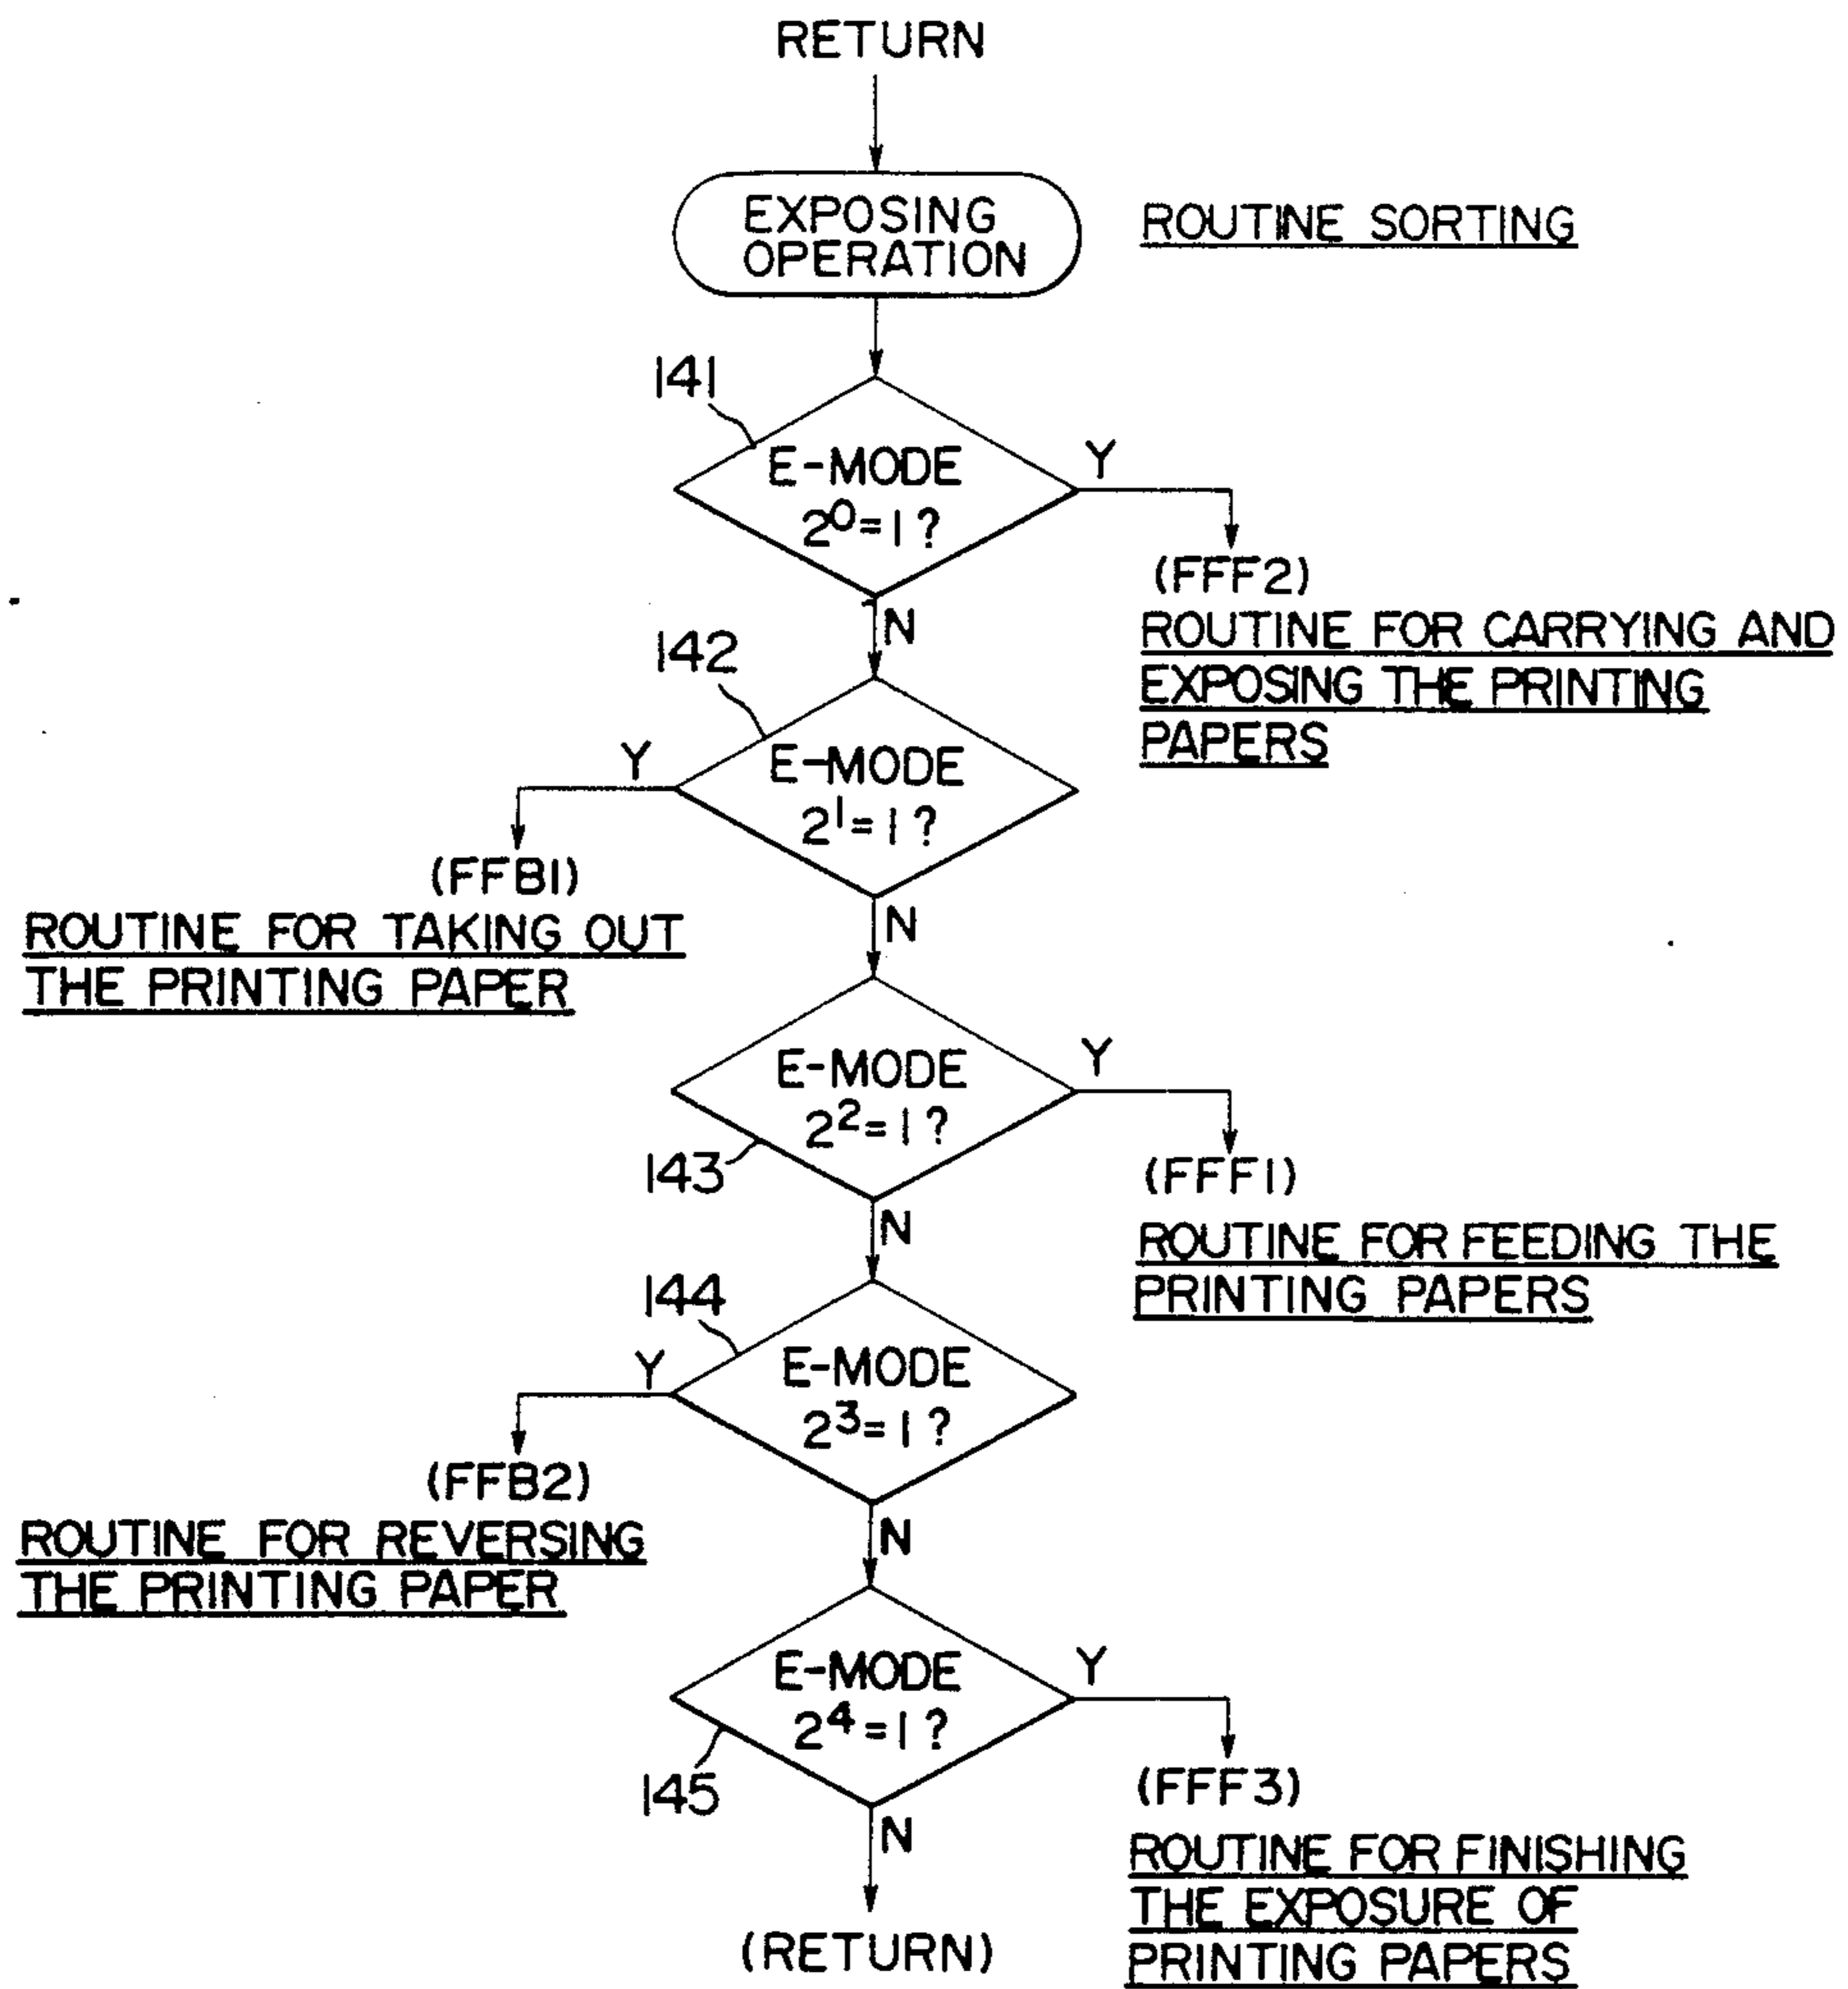 RETURN
EXPOSING
OPERATION
ROUTINE SORTING
141
E-MODE
2⁰=1?
Y
(FFF2)
ROUTINE FOR CARRYING AND
EXPOSING THE PRINTING
PAPERS
N
142
E-MODE
2¹=1?
Y
(FFB1)
ROUTINE FOR TAKING OUT
THE PRINTING PAPER
N
E-MODE
2²=1?
143
Y
(FFF1)
ROUTINE FOR FEEDING THE
PRINTING PAPERS
N
144
E-MODE
2³=1?
Y
(FFB2)
ROUTINE FOR REVERSING
THE PRINTING PAPER
N
E-MODE
2⁴=1?
145
Y
(FFF3)
ROUTINE FOR FINISHING
THE EXPOSURE OF
PRINTING PAPERS
N
(RETURN)